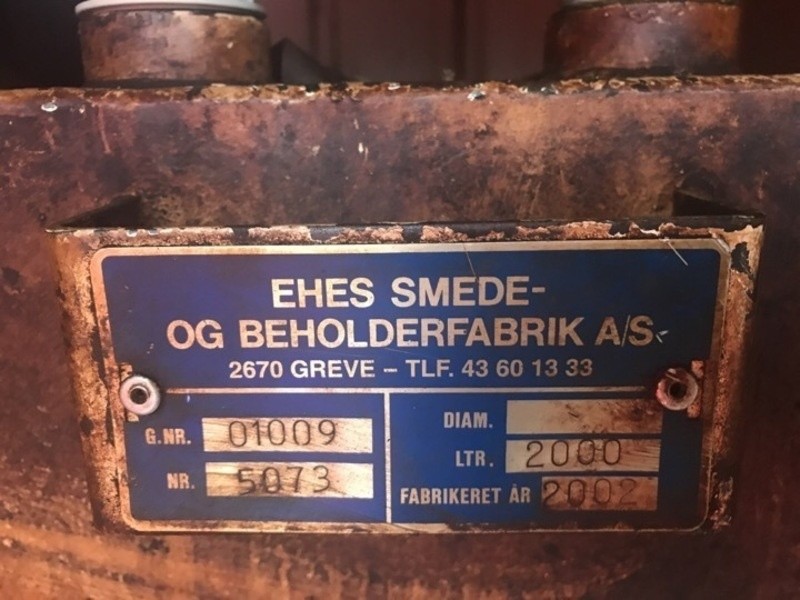 EHES SMEDE-
OG BEHOLDERFABRIK A/S
2670 GREVE - TLF. 43 60 13 33
G.NR. 01009
NR. 5073
DIAM.
LTR. 2000
FABRIKERET ÅR 2002